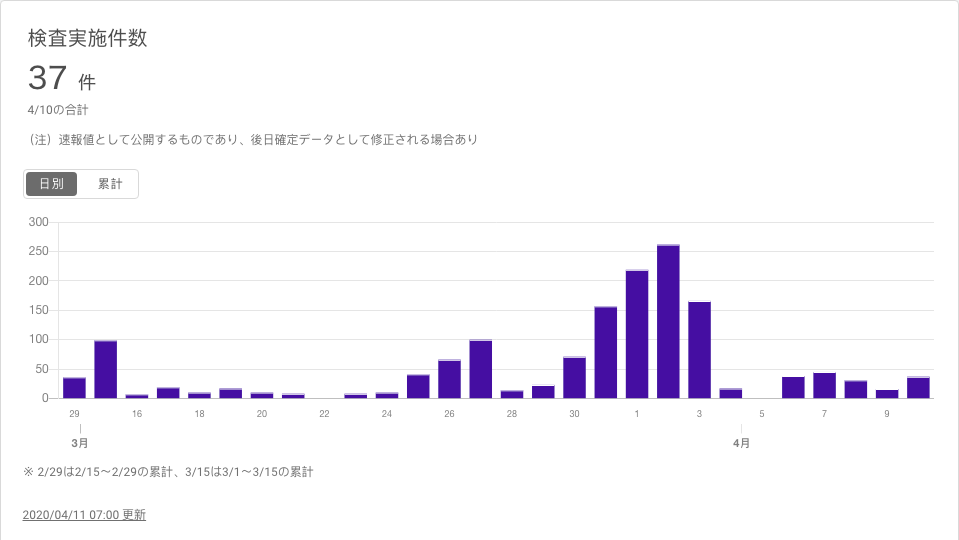 検査実施件数
37 件
4/10の合計
（注）速報値として公開するものであり、後日確定データとして修正される場合あり
日別 累計
300
250
200
150
100
50
0
29 16 18 20 22 24 26 28 30 1 3 5 7 9
3月 4月
※ 2/29は2/15〜2/29の累計、3/15は3/1〜3/15の累計
2020/04/11 07:00 更新